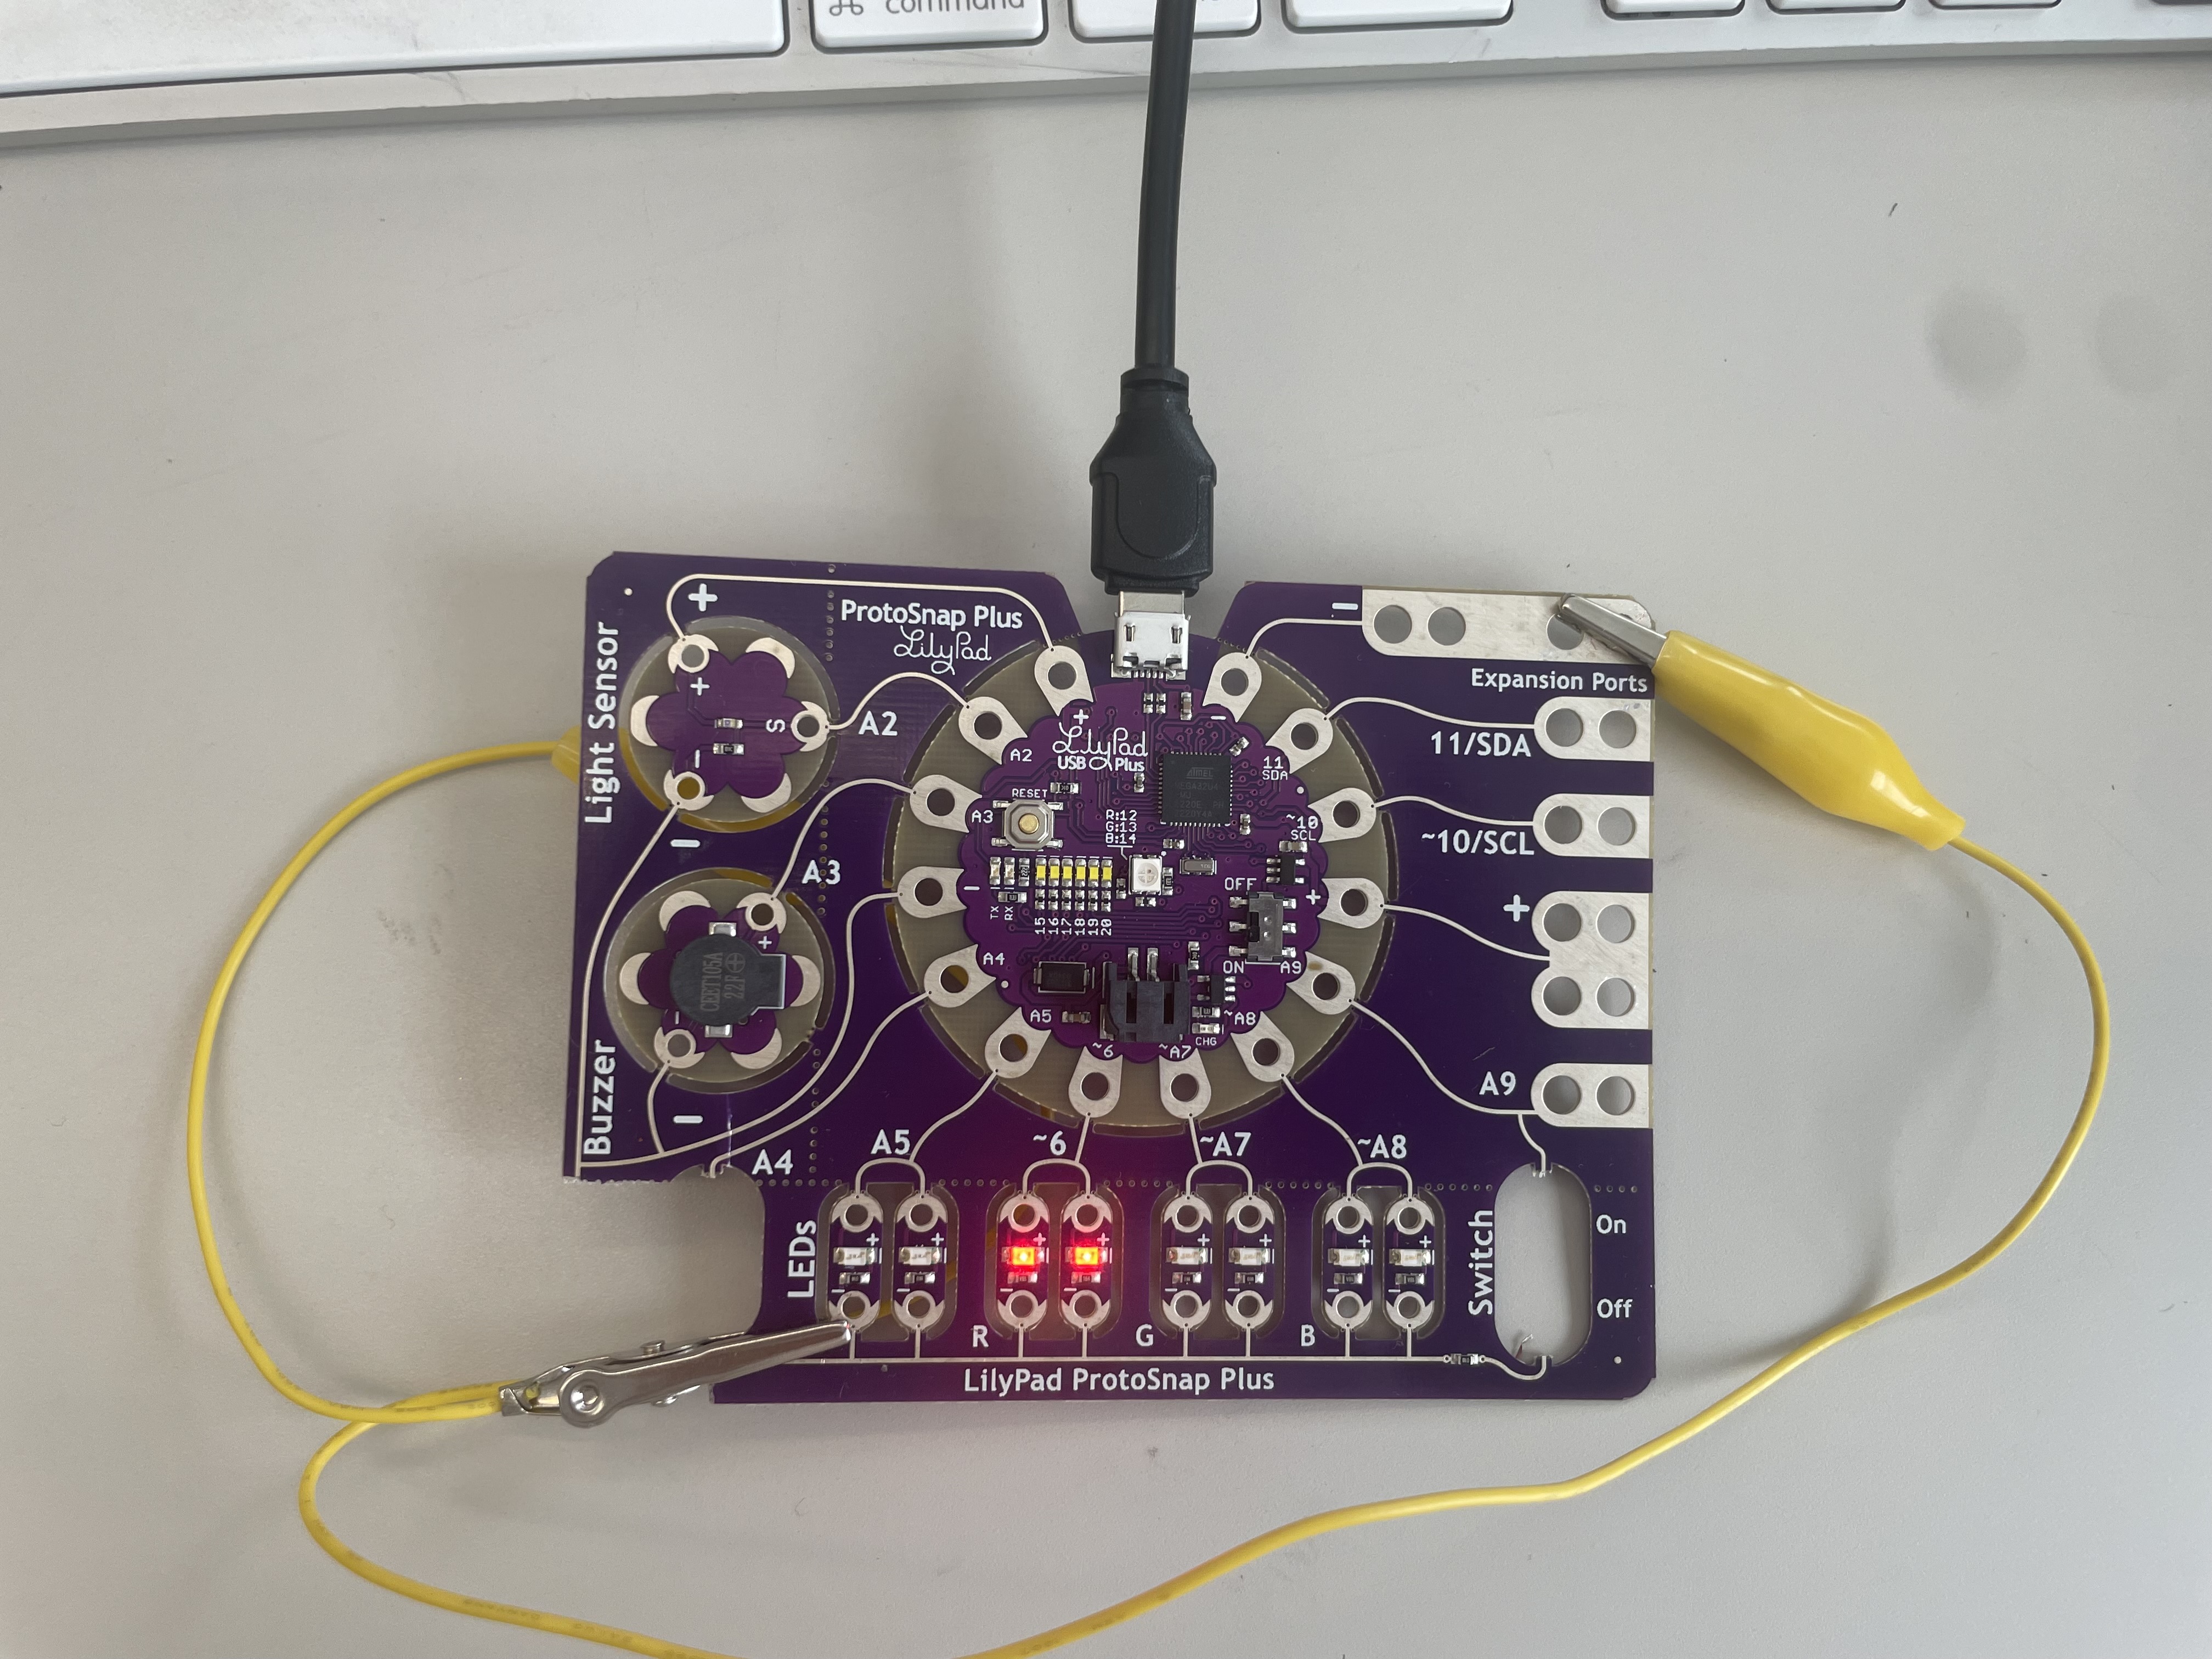 ⌘ command
+
−
ProtoSnap Plus
LilyPad
Light Sensor
+
S
−
−
A2
Expansion Ports
11/SDA
~10/SCL
+
A9
+
−
LilyPad
USB Plus
A2
11
SDA
RESET
A3
R:12
G:13
B:14
~10
SCL
A3
OFF
+
−
TX
RX
15
16
17
18
19
20
ON
A9
A4
A5
~A8
CHG
~6
~A7
Buzzer
+
CEET105A
22F
−
−
A4
A5
~6
~A7
~A8
LEDs
+
+
+
+
+
+
+
+
−
−
−
−
−
−
R
G
B
Switch
On
Off
LilyPad ProtoSnap Plus